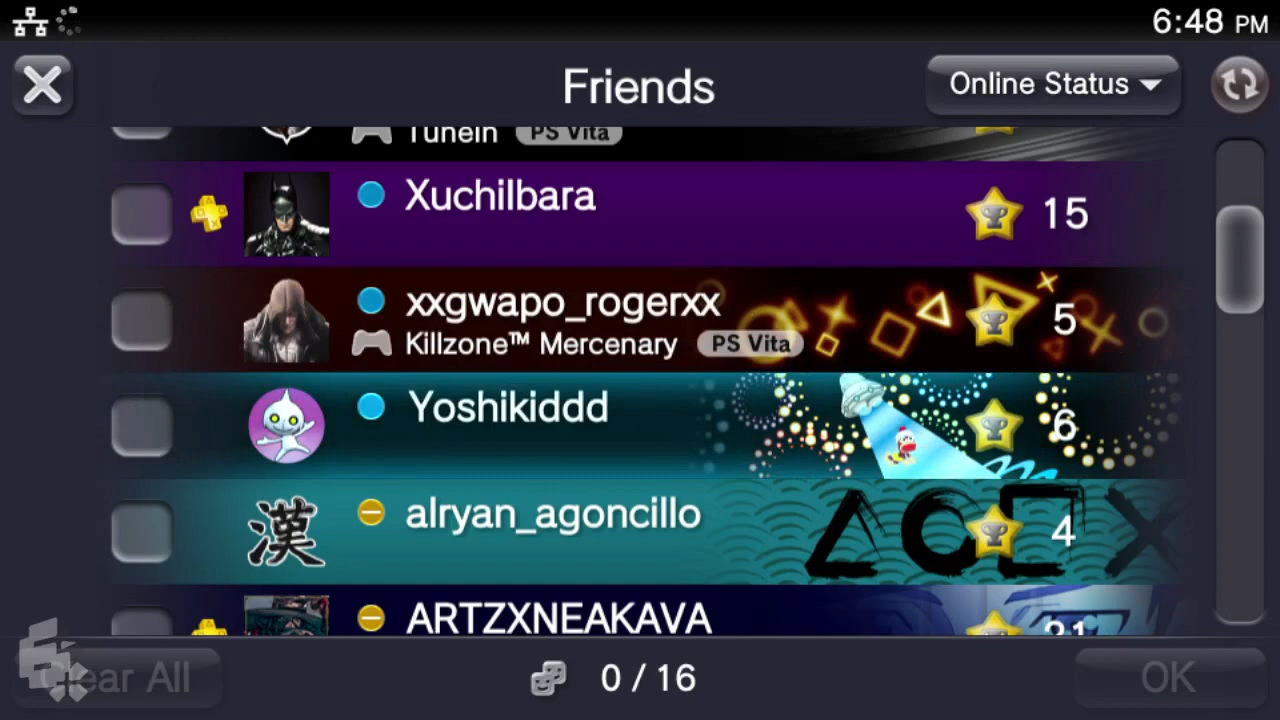 6:48 PM
Friends
Online Status
TuneIn PS Vita
Xuchilbara
15
xxgwapo_rogerxx
5
Killzone™ Mercenary PS Vita
Yoshikiddd
6
漢
alryan_agoncillo
4
ARTZXNEAKAVA
21
Clear All
0 / 16
OK